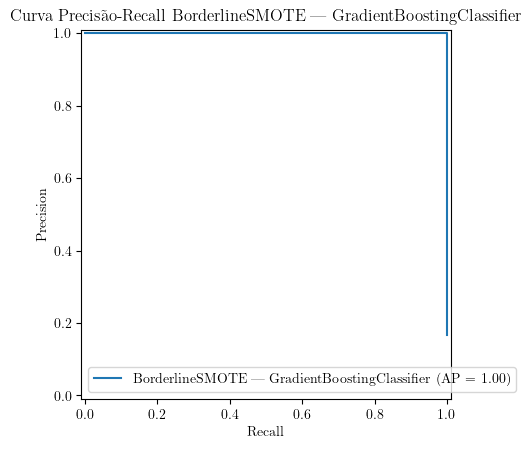 Curva Precisão-Recall BorderlineSMOTE — GradientBoostingClassifier
1.0
0.8
0.6
0.4
0.2
0.0
Precision
BorderlineSMOTE — GradientBoostingClassifier (AP = 1.00)
0.0 0.2 0.4 0.6 0.8 1.0
Recall